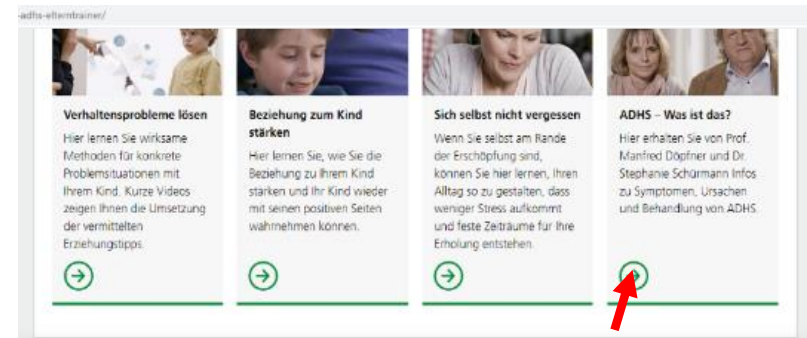 -adhs-elterntrainer/
Verhaltensprobleme lösen
Hier lernen Sie wirksame
Methoden für konkrete
Problemsituationen mit
Ihrem Kind. Kurze Videos
zeigen Ihnen die Umsetzung
der vermittelten
Erziehungstipps.
Beziehung zum Kind
stärken
Hier lernen Sie, wie Sie die
Beziehung zu Ihrem Kind
stärken und Ihr Kind wieder
mit seinen positiven Seiten
wahrnehmen können.
Sich selbst nicht vergessen
Wenn Sie selbst am Rande
der Erschöpfung sind,
können Sie hier lernen, Ihren
Alltag so zu gestalten, dass
weniger Stress aufkommt
und feste Zeiträume für Ihre
Erholung entstehen.
ADHS – Was ist das?
Hier erhalten Sie von Prof.
Manfred Döpfner und Dr.
Stephanie Schürmann Infos
zu Symptomen, Ursachen
und Behandlung von ADHS.